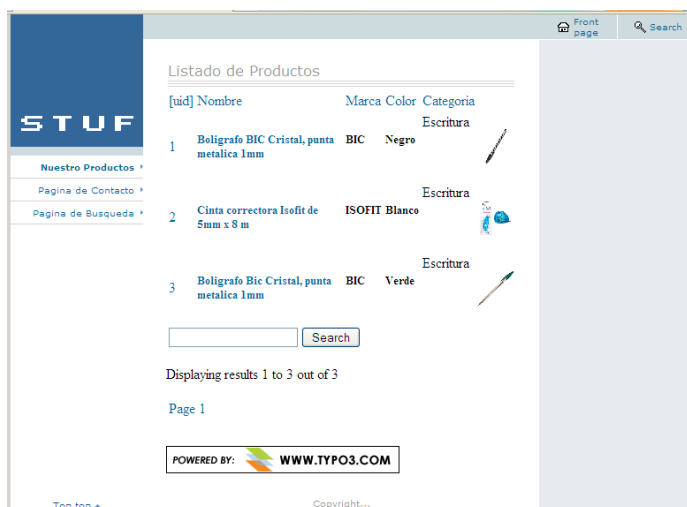 Front page
Search
STUF
Nuestro Productos
Pagina de Contacto
Pagina de Busqueda
Listado de Productos
[uid] Nombre Marca Color Categoria
Escritura
1 Boligrafo BIC Cristal, punta metalica 1mm BIC Negro
Escritura
2 Cinta correctora Isofit de 5mm x 8 m ISOFIT Blanco
Escritura
3 Boligrafo Bic Cristal, punta metalica 1mm BIC Verde
Search
Displaying results 1 to 3 out of 3
Page 1
POWERED BY: WWW.TYPO3.COM
Top top
Copyright...